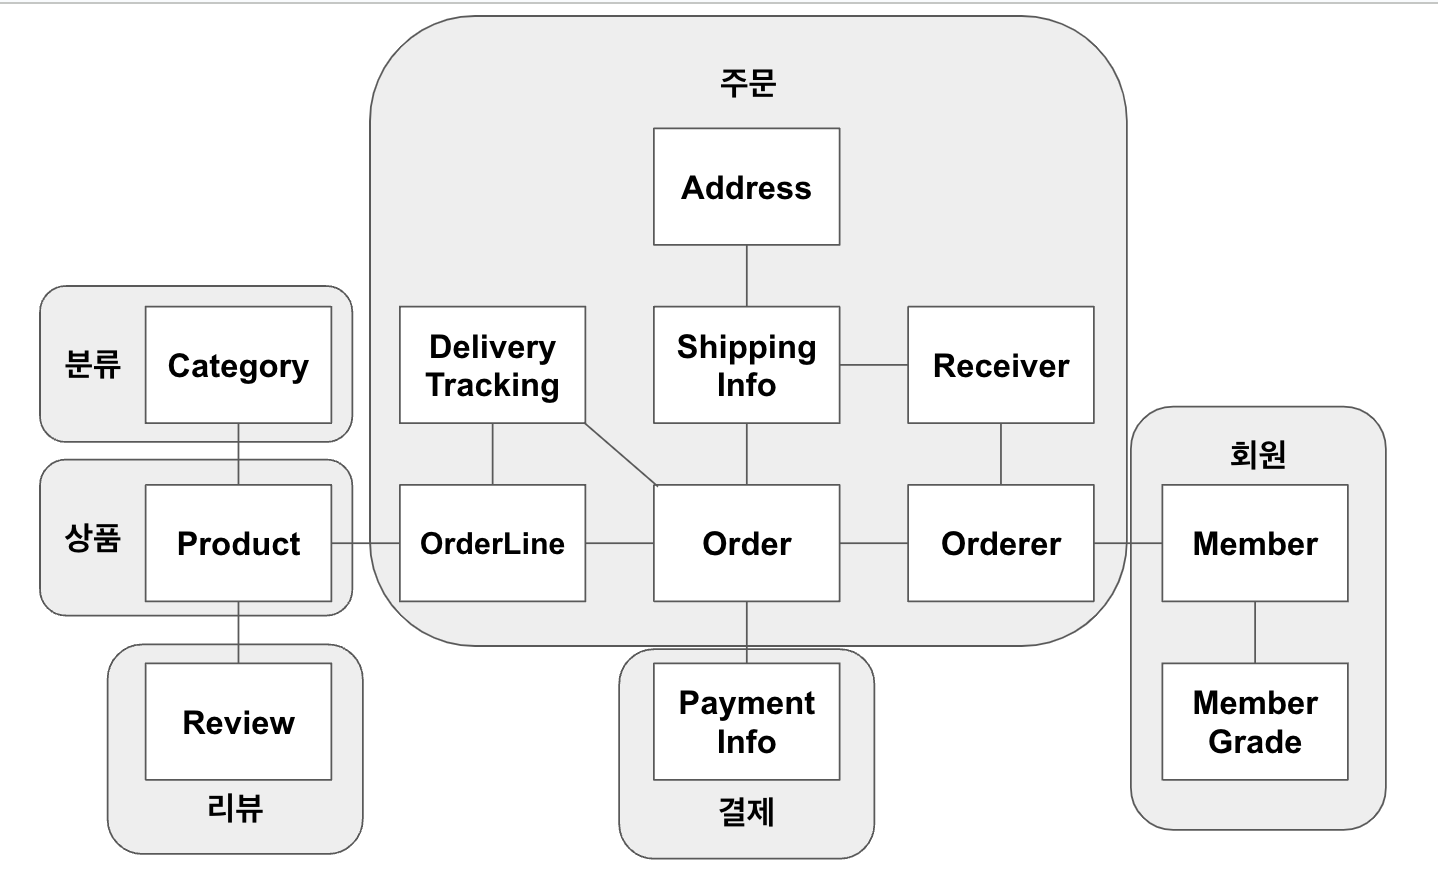 주문
Address
분류
Category
Delivery
Tracking
Shipping
Info
Receiver
회원
상품
Product
OrderLine
Order
Orderer
Member
Review
리뷰
Payment
Info
결제
Member
Grade